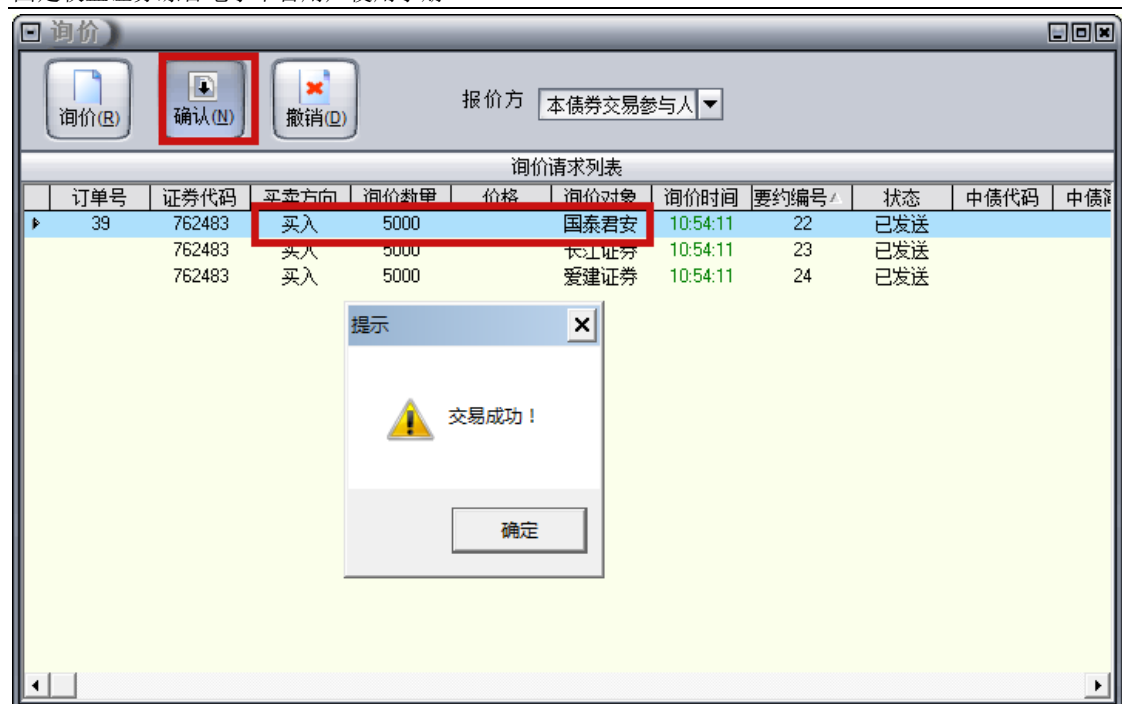 询价
询价(R) 确认(N) 撤销(D) 报价方 本债券交易参与人
询价请求列表
订单号 证券代码 买卖方向 询价数量 价格 询价对象 询价时间 要约编号 状态 中债代码 中债
39 762483 买入 5000 国泰君安 10:54:11 22 已发送
762483 买入 5000 长江证券 10:54:11 23 已发送
762483 买入 5000 爱建证券 10:54:11 24 已发送
提示
交易成功！
确定